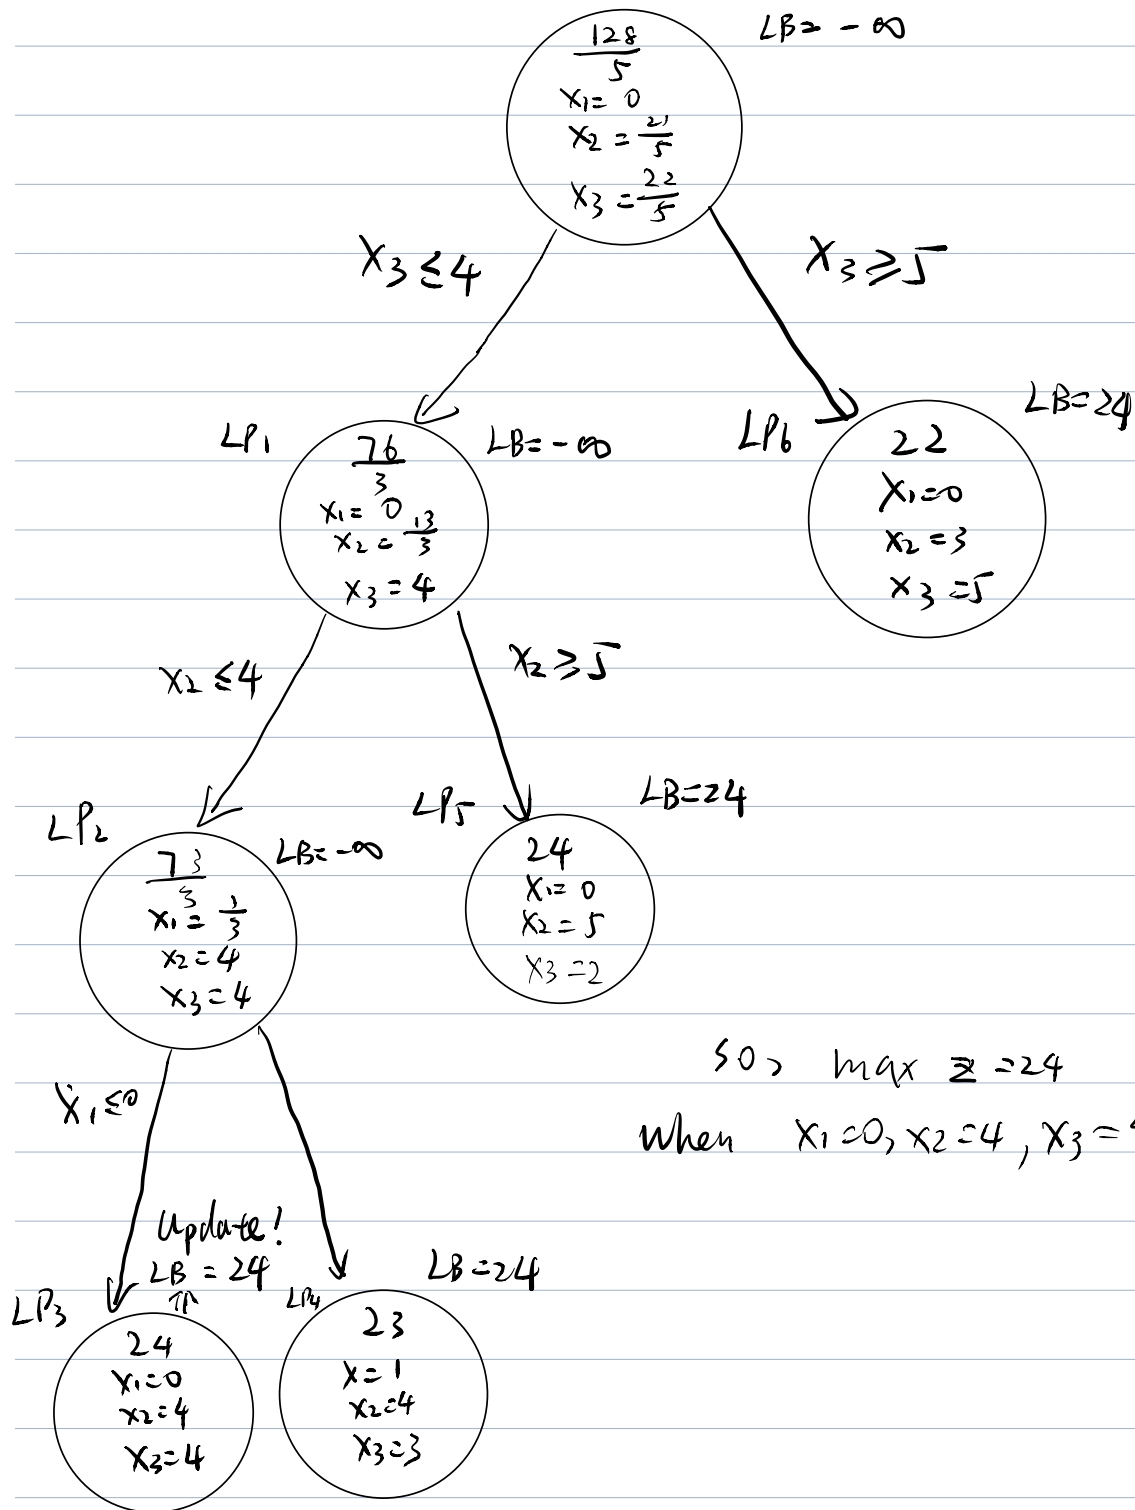 LB= -∞
128/5
x1= 0
x2 = 21/5
x3 = 22/5
x3 ≤ 4
x3 ≥ 5
LP1
LB= -∞
76/3
x1= 0
x2 = 13/3
x3 = 4
LP6
LB=24
22
x1=0
x2 = 3
x3 = 5
x2 ≤ 4
x2 ≥ 5
LP2
LB= -∞
73/3
x1 = 1/3
x2 = 4
x3 = 4
LP5
LB=24
24
x1= 0
x2 = 5
x3 = 2
x1 ≤ 0
so, max z = 24
when x1 = 0, x2 = 4, x3 =
Update!
LB = 24
⇑
LP3
24
x1=0
x2=4
x3=4
LP4
LB=24
23
x= 1
x2=4
x3=3